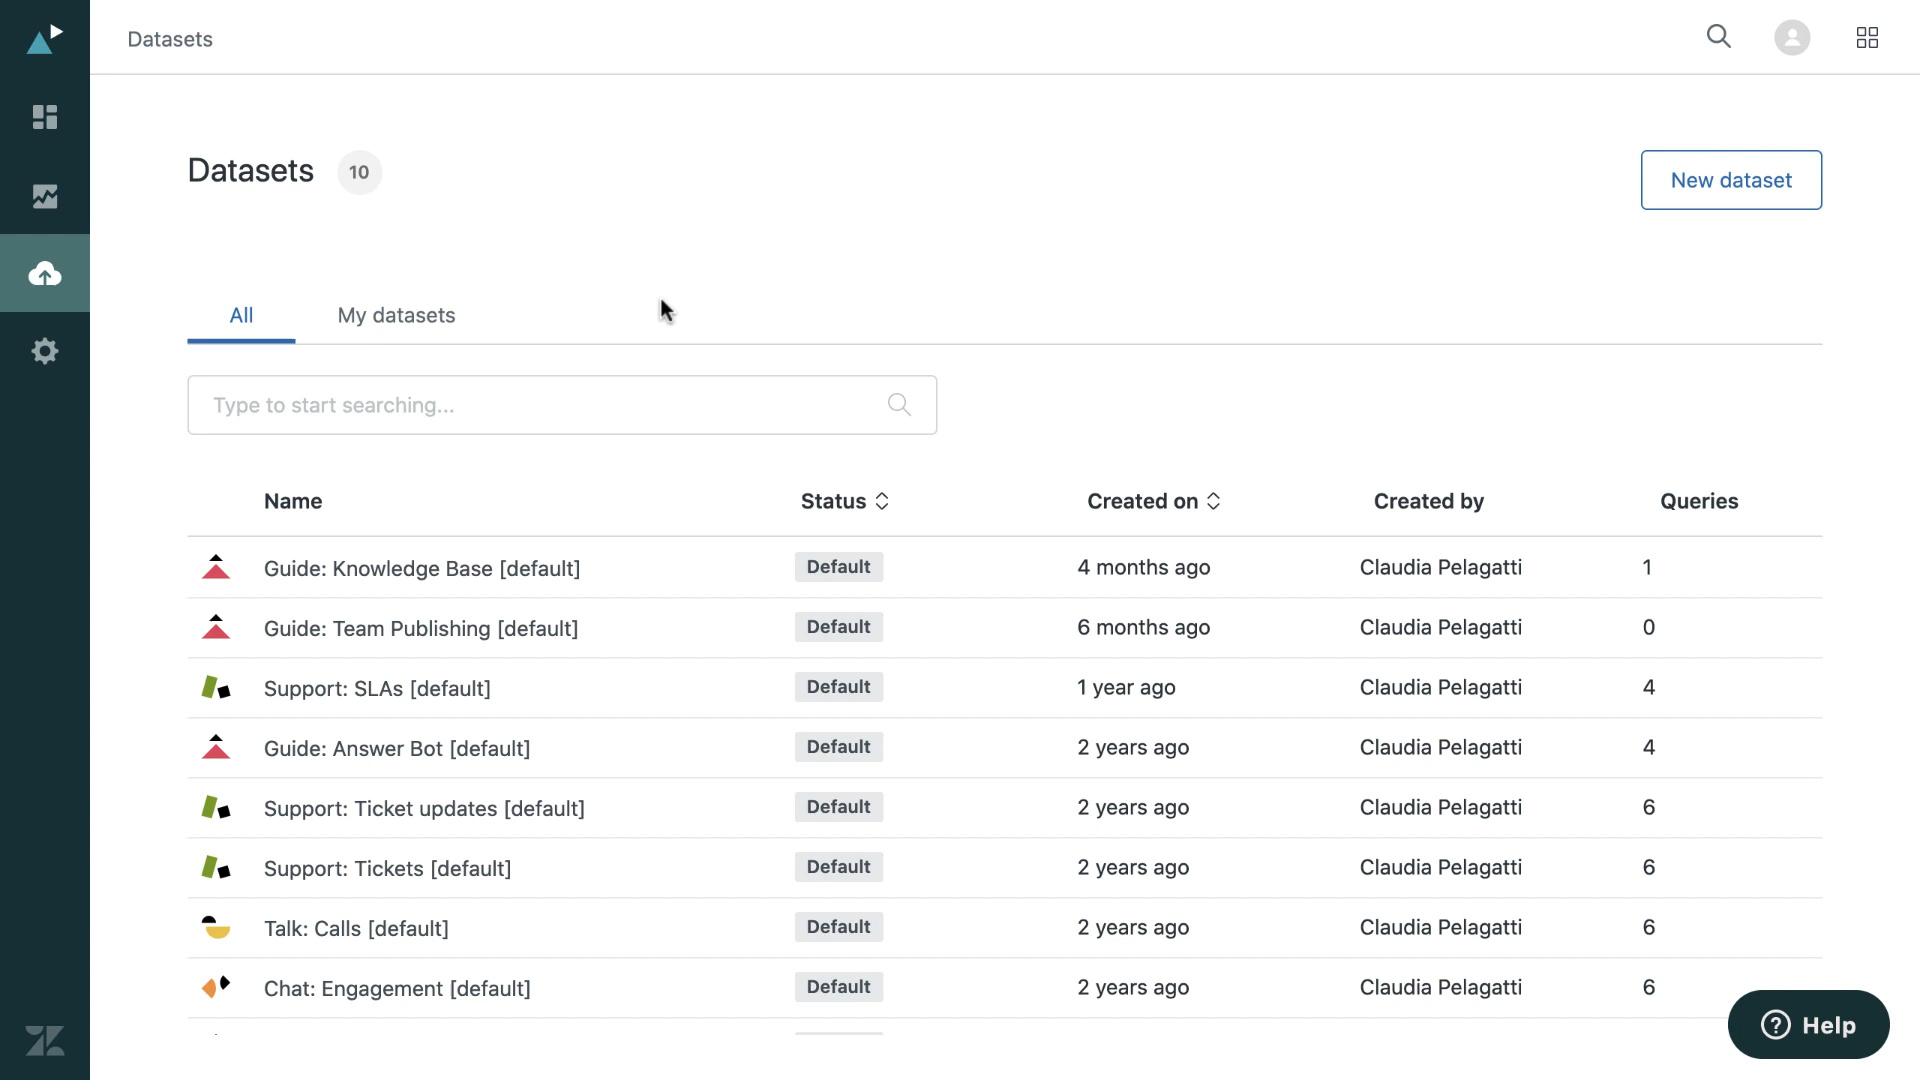 Datasets
Datasets 10
New dataset
All My datasets
Type to start searching...
Name Status Created on Created by Queries
Guide: Knowledge Base [default] Default 4 months ago Claudia Pelagatti 1
Guide: Team Publishing [default] Default 6 months ago Claudia Pelagatti 0
Support: SLAs [default] Default 1 year ago Claudia Pelagatti 4
Guide: Answer Bot [default] Default 2 years ago Claudia Pelagatti 4
Support: Ticket updates [default] Default 2 years ago Claudia Pelagatti 6
Support: Tickets [default] Default 2 years ago Claudia Pelagatti 6
Talk: Calls [default] Default 2 years ago Claudia Pelagatti 6
Chat: Engagement [default] Default 2 years ago Claudia Pelagatti 6
Help